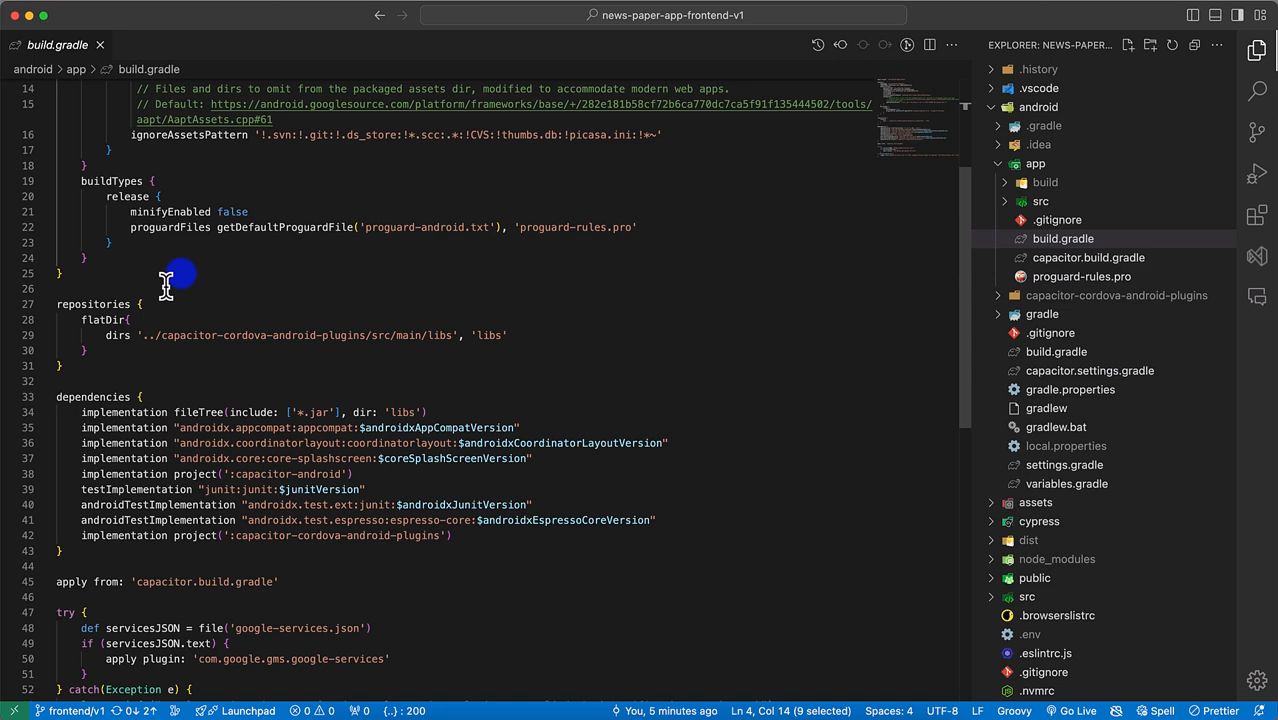 news-paper-app-frontend-v1
build.gradle
EXPLORER: NEWS-PAPER...
android > app > build.gradle
14 // Files and dirs to omit from the packaged assets dir, modified to accommodate modern web apps.
15 // Default: https://android.googlesource.com/platform/frameworks/base/+/282e181b58cf72b6ca770dc7ca5f91f135444502/tools/
aapt/AaptAssets.cpp#61
16 ignoreAssetsPattern '!.svn:!.git:!.ds_store:!*.scc:.*:!CVS:!thumbs.db:!picasa.ini:!*~'
17 }
18 }
19 buildTypes {
20 release {
21 minifyEnabled false
22 proguardFiles getDefaultProguardFile('proguard-android.txt'), 'proguard-rules.pro'
23 }
24 }
25 }
26
27 repositories {
28 flatDir{
29 dirs '../capacitor-cordova-android-plugins/src/main/libs', 'libs'
30 }
31 }
32
33 dependencies {
34 implementation fileTree(include: ['*.jar'], dir: 'libs')
35 implementation "androidx.appcompat:appcompat:$androidxAppCompatVersion"
36 implementation "androidx.coordinatorlayout:coordinatorlayout:$androidxCoordinatorLayoutVersion"
37 implementation "androidx.core:core-splashscreen:$coreSplashScreenVersion"
38 implementation project(':capacitor-android')
39 testImplementation "junit:junit:$junitVersion"
40 androidTestImplementation "androidx.test.ext:junit:$androidxJunitVersion"
41 androidTestImplementation "androidx.test.espresso:espresso-core:$androidxEspressoCoreVersion"
42 implementation project(':capacitor-cordova-android-plugins')
43 }
44
45 apply from: 'capacitor.build.gradle'
46
47 try {
48 def servicesJSON = file('google-services.json')
49 if (servicesJSON.text) {
50 apply plugin: 'com.google.gms.google-services'
51 }
52 } catch(Exception e) {
.history
.vscode
android
.gradle
.idea
app
build
src
.gitignore
build.gradle
capacitor.build.gradle
proguard-rules.pro
capacitor-cordova-android-plugins
gradle
.gitignore
build.gradle
capacitor.settings.gradle
gradle.properties
gradlew
gradlew.bat
local.properties
settings.gradle
variables.gradle
assets
cypress
dist
node_modules
public
src
.browserslistrc
.env
.eslintrc.js
.gitignore
.nvmrc
frontend/v1 0↓ 2↑ Launchpad 0 0 0 {..} : 200 You, 5 minutes ago Ln 4, Col 14 (9 selected) Spaces: 4 UTF-8 LF Groovy Go Live Spell Prettier